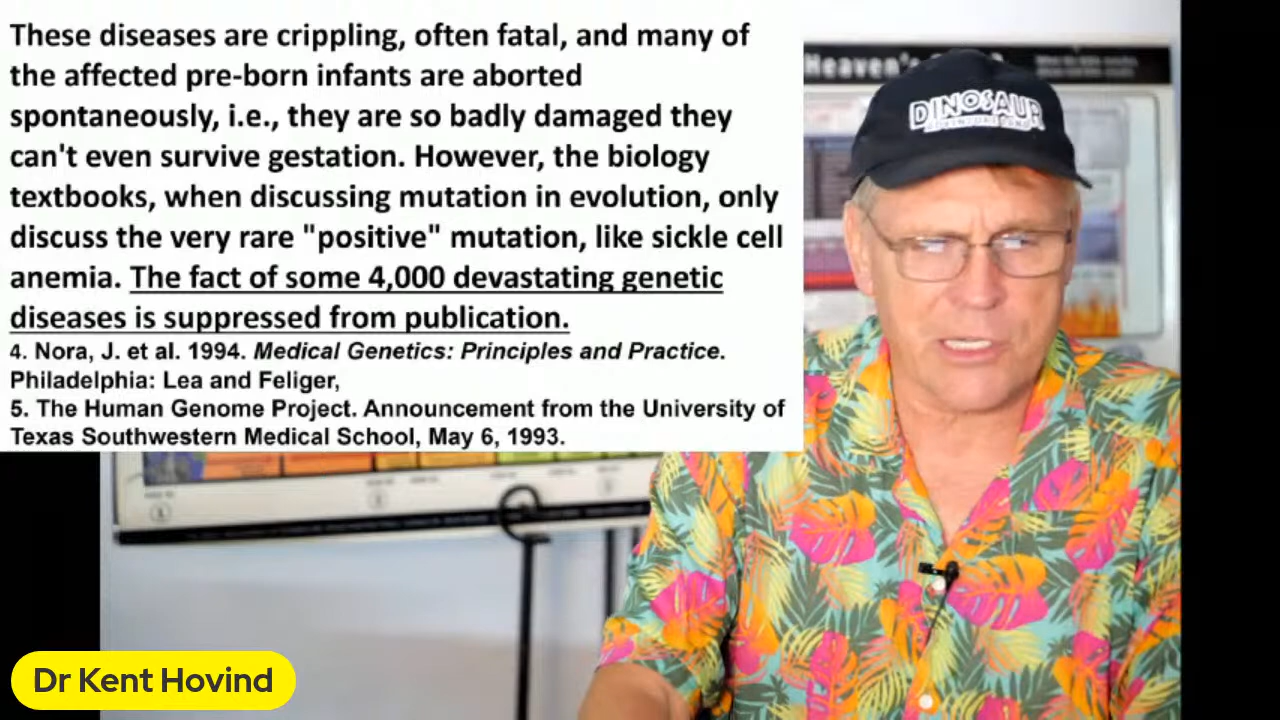 These diseases are crippling, often fatal, and many of
the affected pre-born infants are aborted
spontaneously, i.e., they are so badly damaged they
can't even survive gestation. However, the biology
textbooks, when discussing mutation in evolution, only
discuss the very rare "positive" mutation, like sickle cell
anemia. The fact of some 4,000 devastating genetic
diseases is suppressed from publication.
4. Nora, J. et al. 1994. Medical Genetics: Principles and Practice.
Philadelphia: Lea and Feliger,
5. The Human Genome Project. Announcement from the University of
Texas Southwestern Medical School, May 6, 1993.
Heaven's
DINOSAUR
Dr Kent Hovind